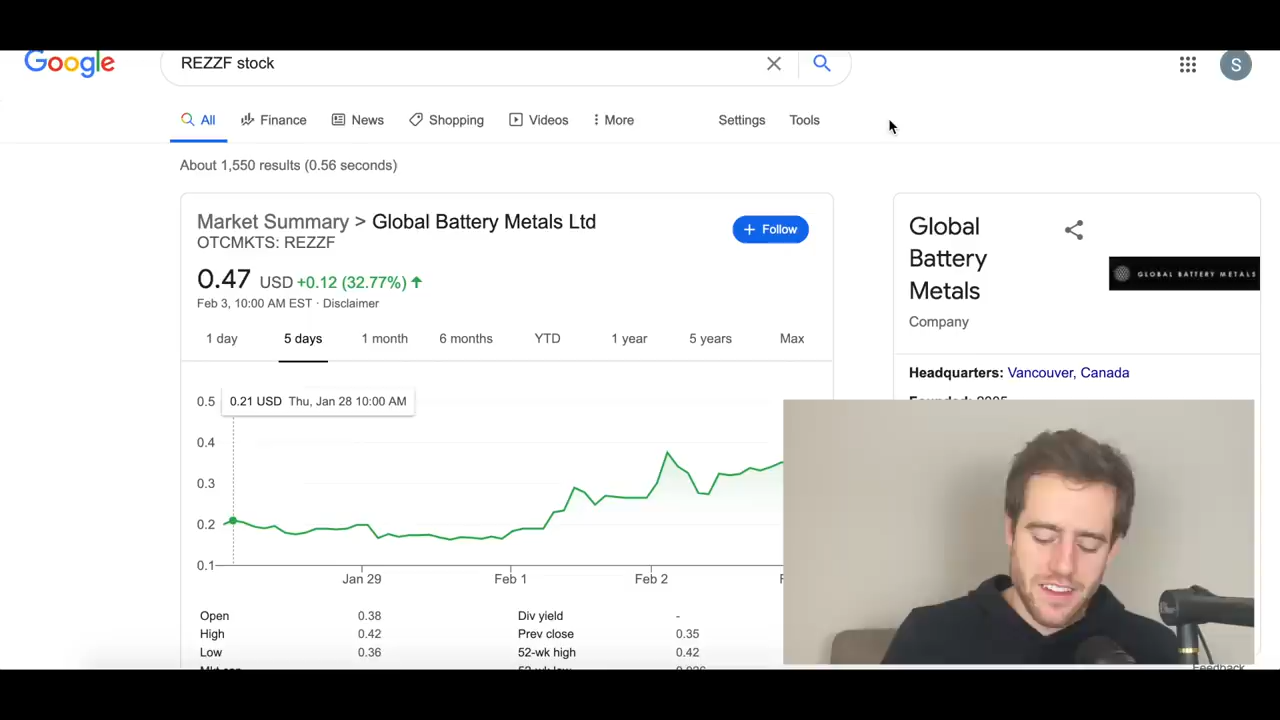 Google
REZZF stock
S
All
Finance
News
Shopping
Videos
More
Settings
Tools
About 1,550 results (0.56 seconds)
Market Summary > Global Battery Metals Ltd
OTCMKTS: REZZF
+ Follow
0.47 USD +0.12 (32.77%)
Feb 3, 10:00 AM EST · Disclaimer
1 day
5 days
1 month
6 months
YTD
1 year
5 years
Max
0.21 USD Thu, Jan 28 10:00 AM
0.5
0.4
0.3
0.2
0.1
Jan 29
Feb 1
Feb 2
Open 0.38
High 0.42
Low 0.36
Div yield -
Prev close 0.35
52-wk high 0.42
Global
Battery
Metals
GLOBAL BATTERY METALS
Company
Headquarters: Vancouver, Canada
Feedback